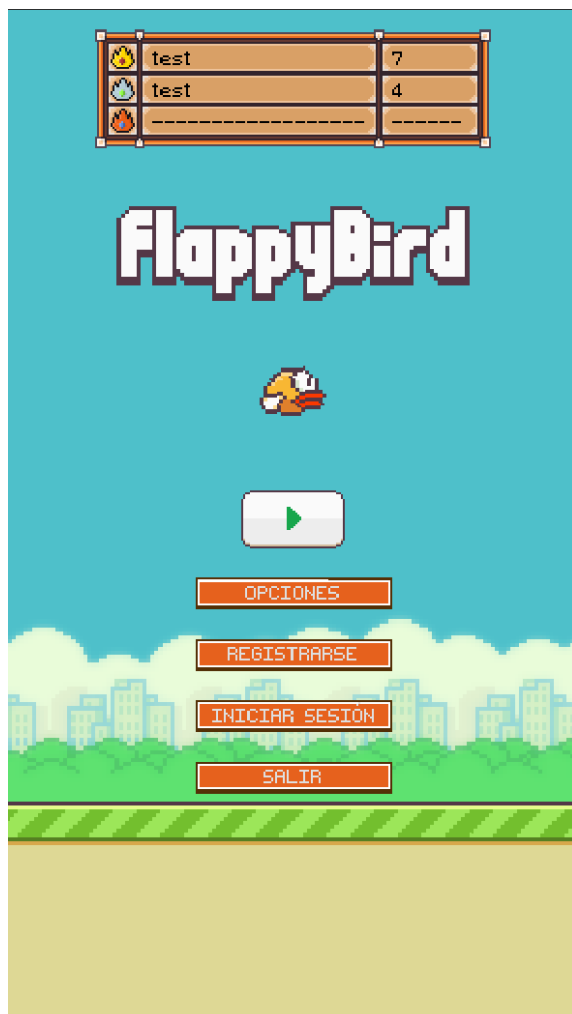 test 7
test 4
------------------ ------
FlappyBird
OPCIONES
REGISTRARSE
INICIAR SESIÓN
SALIR